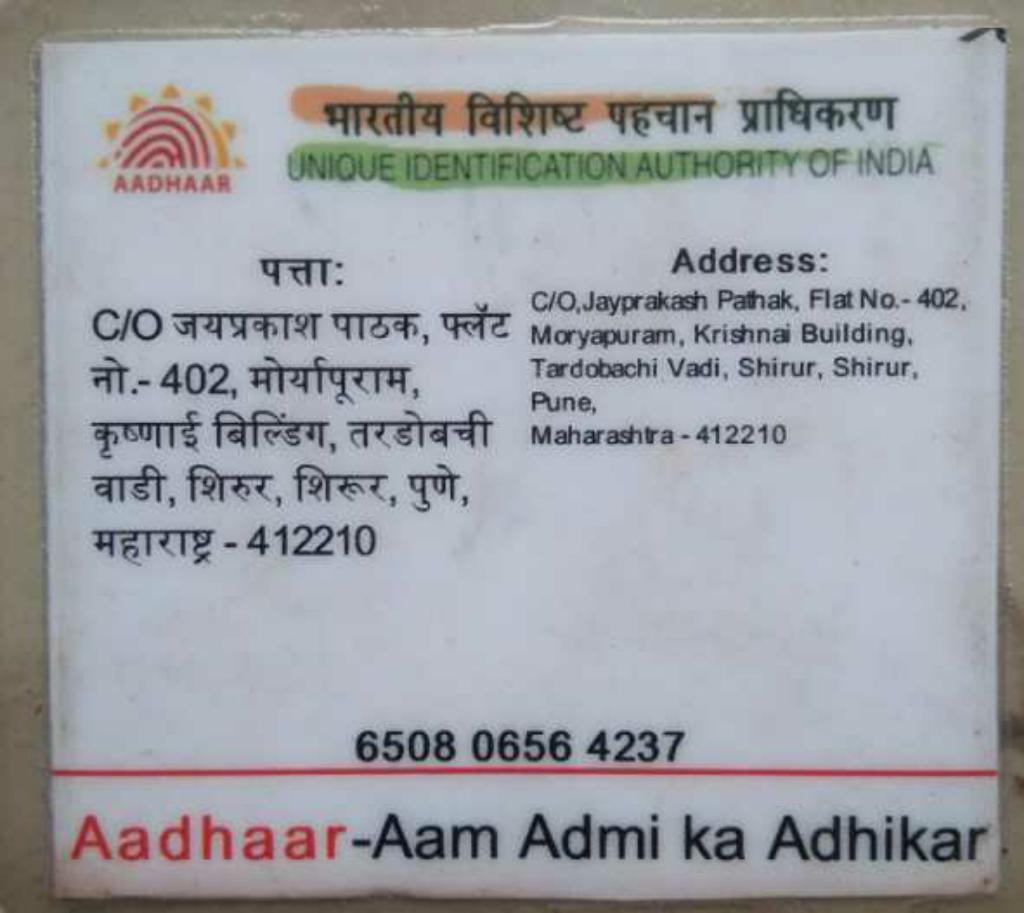 भारतीय विशिष्ट पहचान प्राधिकरण
UNIQUE IDENTIFICATION AUTHORITY OF INDIA
AADHAAR
पत्ता:
C/O जयप्रकाश पाठक, फ्लॅट
नो.- 402, मोर्यापूराम,
कृष्णाई बिल्डिंग, तरडोबची
वाडी, शिरुर, शिरूर, पुणे,
महाराष्ट्र - 412210
Address:
C/O,Jayprakash Pathak, Flat No.- 402,
Moryapuram, Krishnai Building,
Tardobachi Vadi, Shirur, Shirur,
Pune,
Maharashtra - 412210
6508 0656 4237
Aadhaar-Aam Admi ka Adhikar